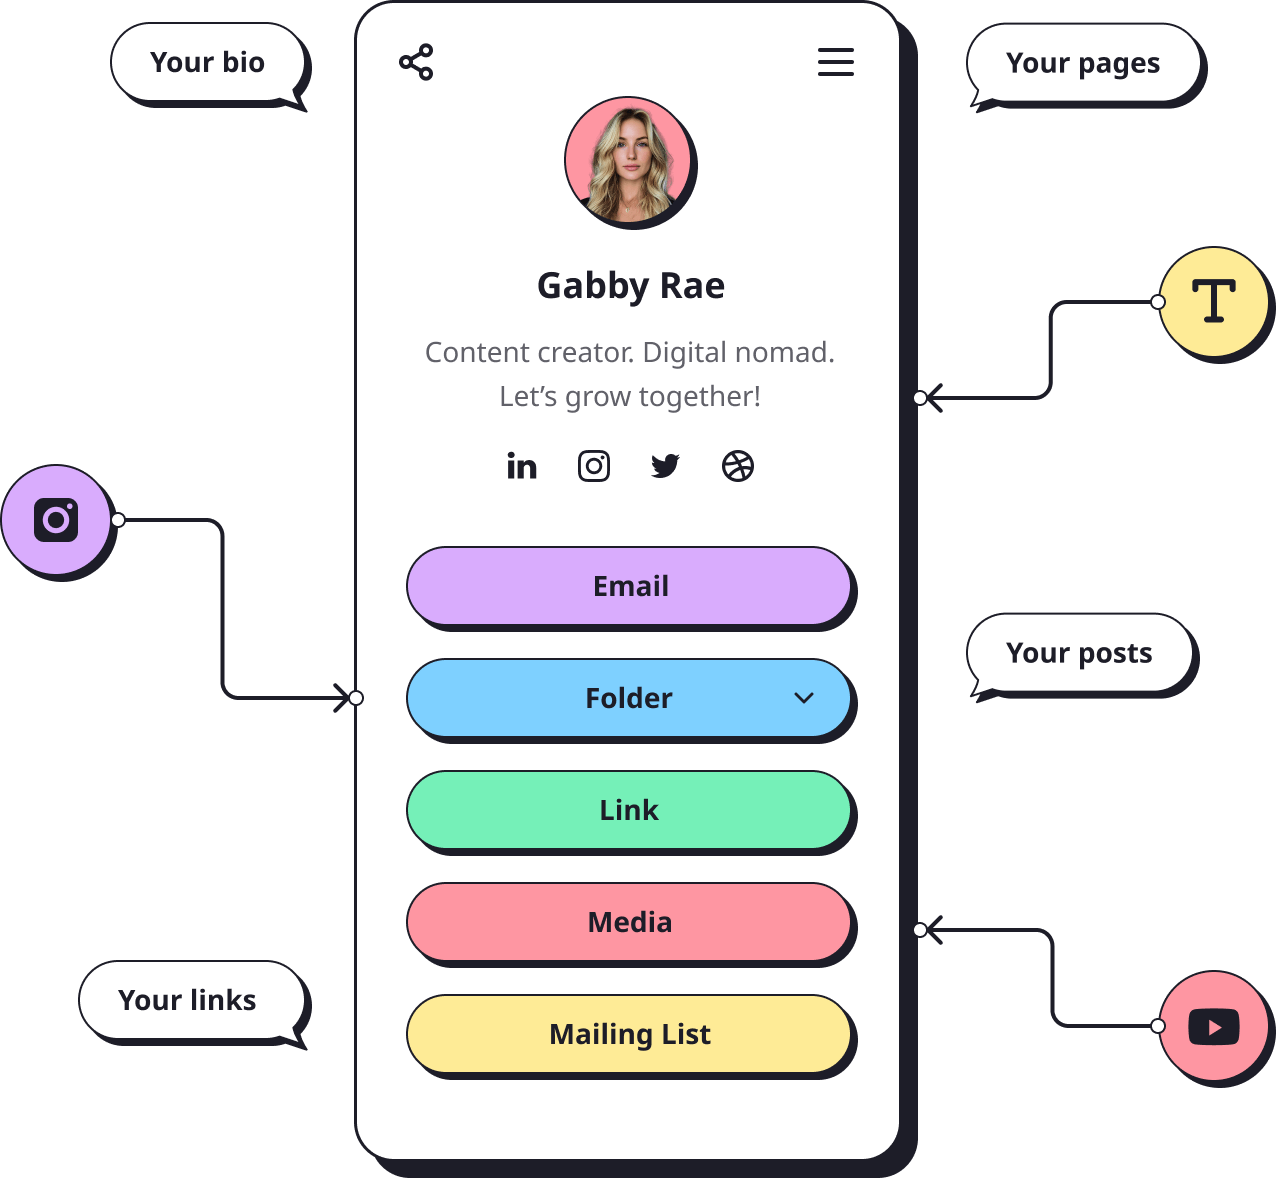 Your bio
Your pages
Gabby Rae
Content creator. Digital nomad.
Let’s grow together!
Email
Your posts
Folder
Link
Media
Your links
Mailing List